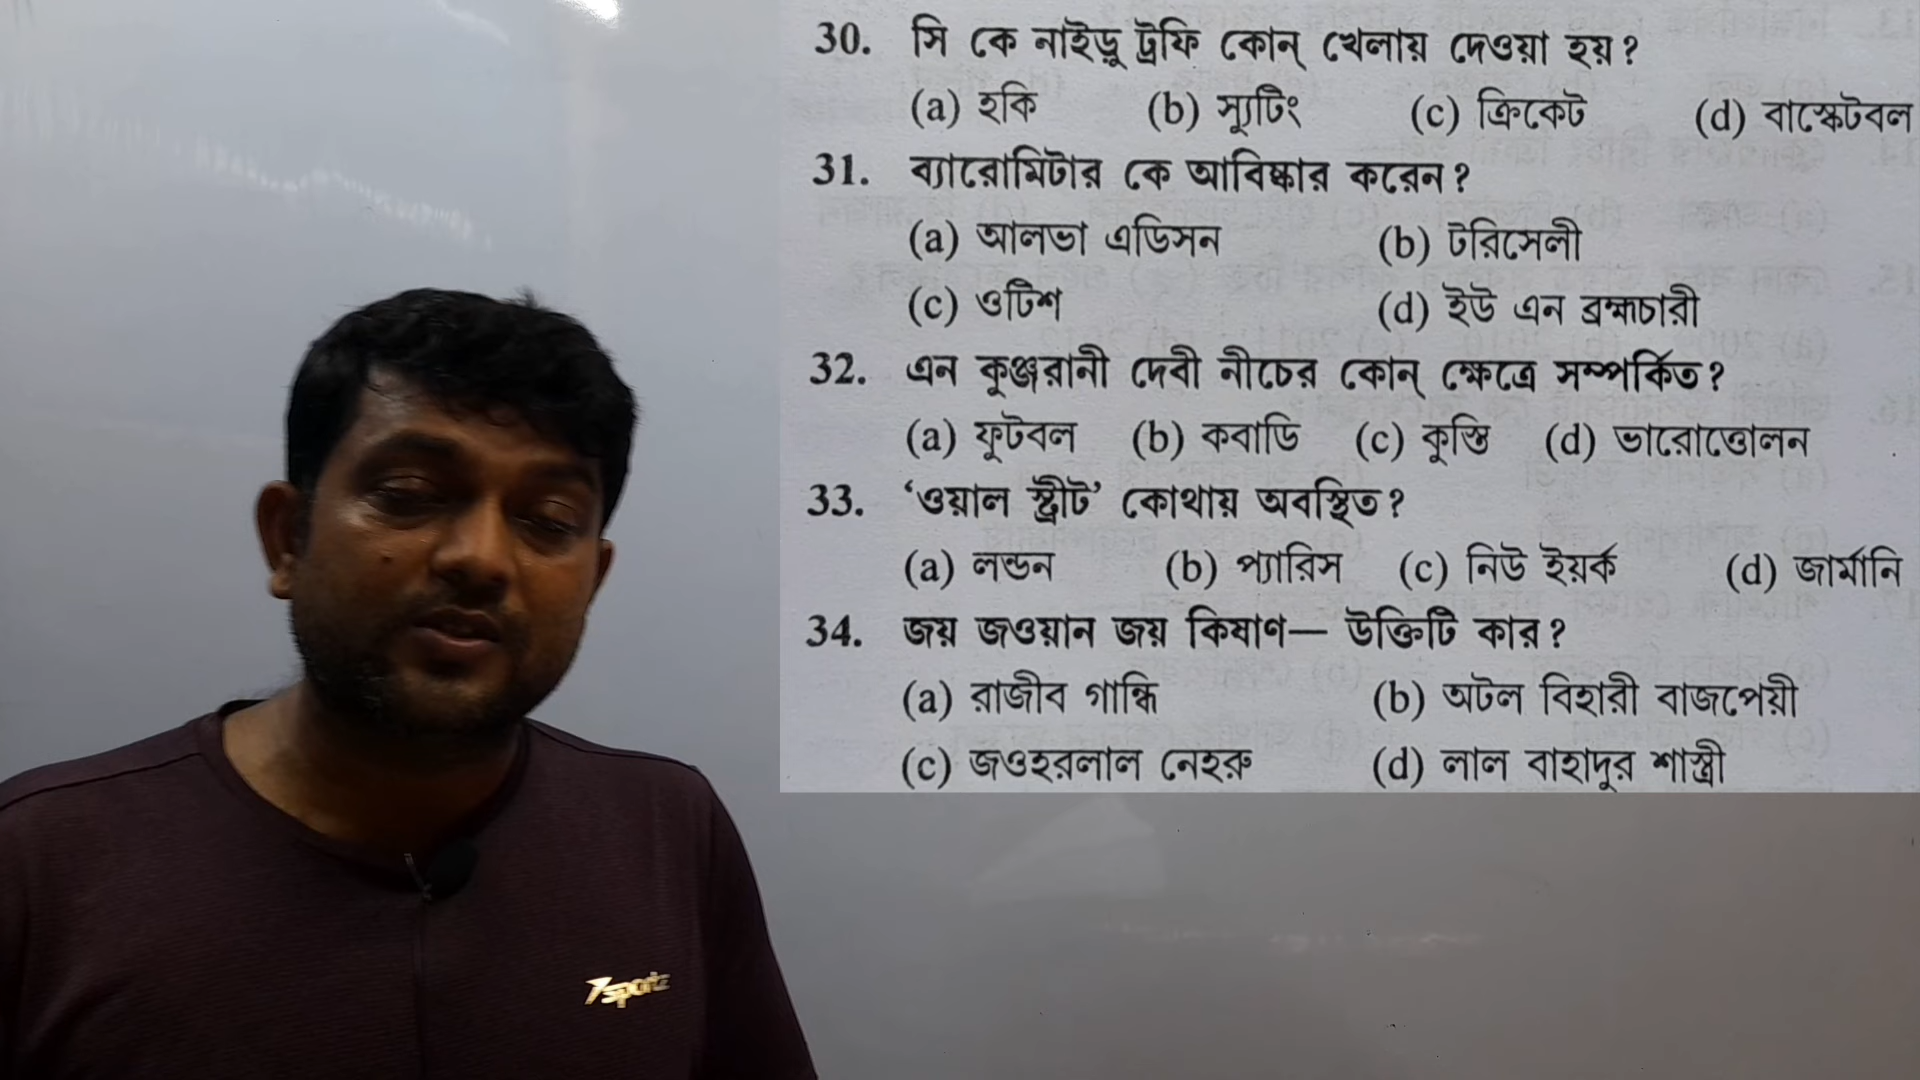 30. সি কে নাইডু ট্রফি কোন্ খেলায় দেওয়া হয়?
(a) হকি (b) স্যুটিং (c) ক্রিকেট (d) বাস্কেটবল
31. ব্যারোমিটার কে আবিষ্কার করেন?
(a) আলভা এডিসন (b) টরিসেলী
(c) ওটিশ (d) ইউ এন ব্রহ্মচারী
32. এন কুঞ্জরানী দেবী নীচের কোন্ ক্ষেত্রে সম্পর্কিত?
(a) ফুটবল (b) কবাডি (c) কুস্তি (d) ভারোত্তোলন
33. ‘ওয়াল স্ট্রীট’ কোথায় অবস্থিত?
(a) লন্ডন (b) প্যারিস (c) নিউ ইয়র্ক (d) জার্মানি
34. জয় জওয়ান জয় কিষাণ— উক্তিটি কার?
(a) রাজীব গান্ধি (b) অটল বিহারী বাজপেয়ী
(c) জওহরলাল নেহরু (d) লাল বাহাদুর শাস্ত্রী
7sportz